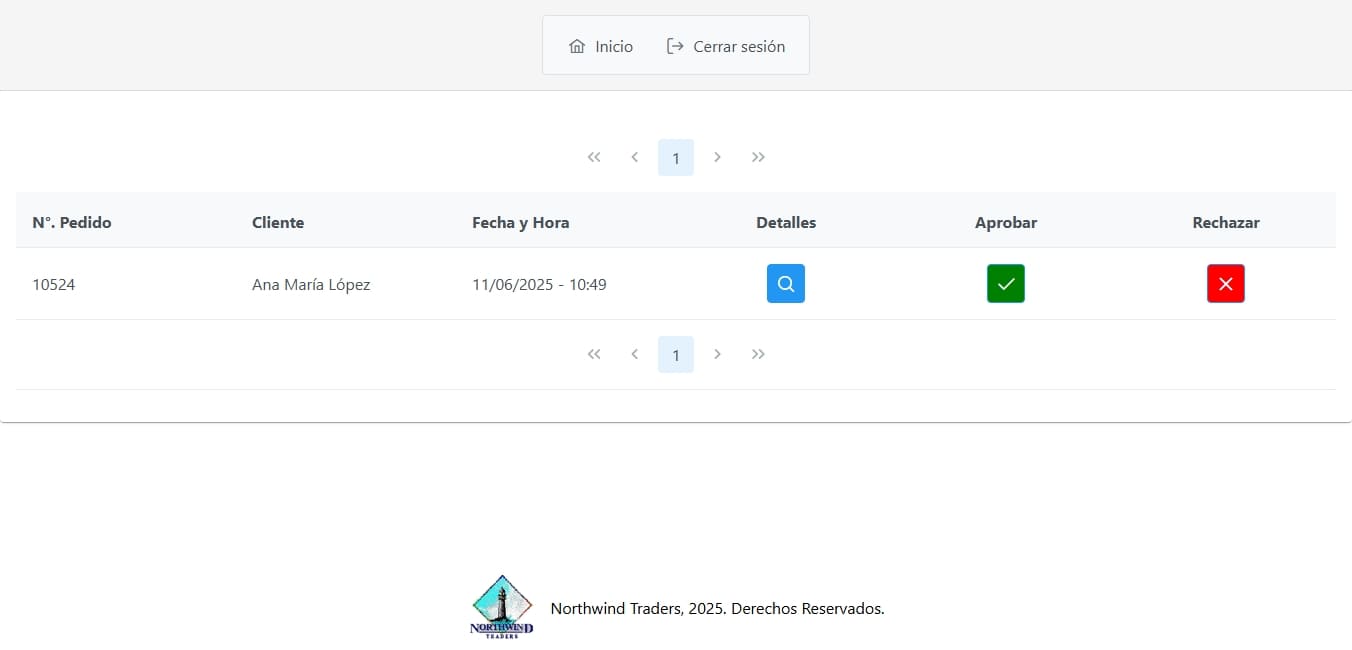 Inicio Cerrar sesión
1
N°. Pedido Cliente Fecha y Hora Detalles Aprobar Rechazar
10524 Ana María López 11/06/2025 - 10:49
1
Northwind Traders, 2025. Derechos Reservados.
NORTHWIND
TRADERS